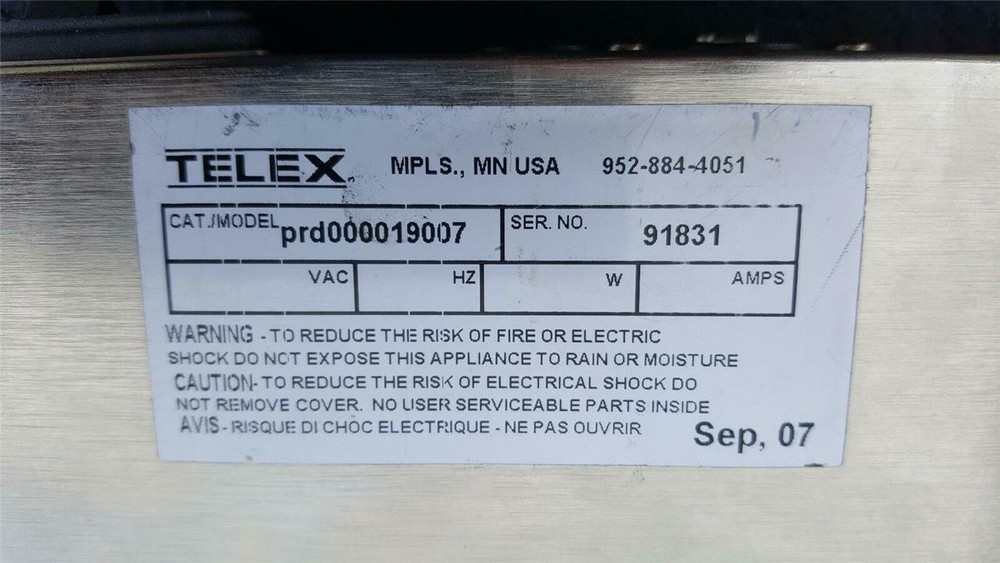 TELEX. MPLS., MN USA 952-884-4051
CAT./MODEL prd000019007 SER. NO. 91831
VAC HZ W AMPS
WARNING - TO REDUCE THE RISK OF FIRE OR ELECTRIC
SHOCK DO NOT EXPOSE THIS APPLIANCE TO RAIN OR MOISTURE
CAUTION- TO REDUCE THE RISK OF ELECTRICAL SHOCK DO
NOT REMOVE COVER. NO USER SERVICEABLE PARTS INSIDE
AVIS - RISQUE DI CHOC ELECTRIQUE - NE PAS OUVRIR
Sep, 07